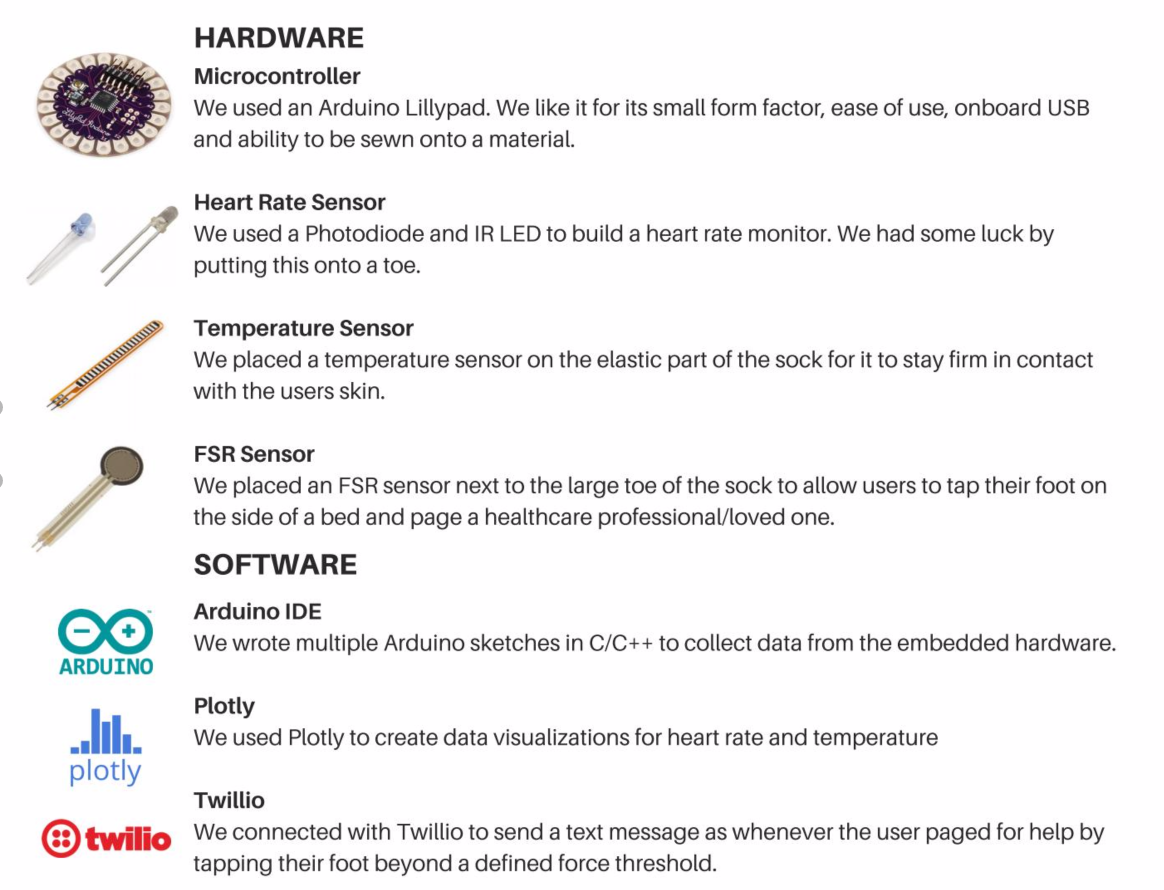 HARDWARE
Microcontroller
We used an Arduino Lillypad. We like it for its small form factor, ease of use, onboard USB
and ability to be sewn onto a material.
Heart Rate Sensor
We used a Photodiode and IR LED to build a heart rate monitor. We had some luck by
putting this onto a toe.
Temperature Sensor
We placed a temperature sensor on the elastic part of the sock for it to stay firm in contact
with the users skin.
FSR Sensor
We placed an FSR sensor next to the large toe of the sock to allow users to tap their foot on
the side of a bed and page a healthcare professional/loved one.
SOFTWARE
Arduino IDE
We wrote multiple Arduino sketches in C/C++ to collect data from the embedded hardware.
ARDUINO
Plotly
We used Plotly to create data visualizations for heart rate and temperature
plotly
Twillio
We connected with Twillio to send a text message as whenever the user paged for help by
twilio
tapping their foot beyond a defined force threshold.